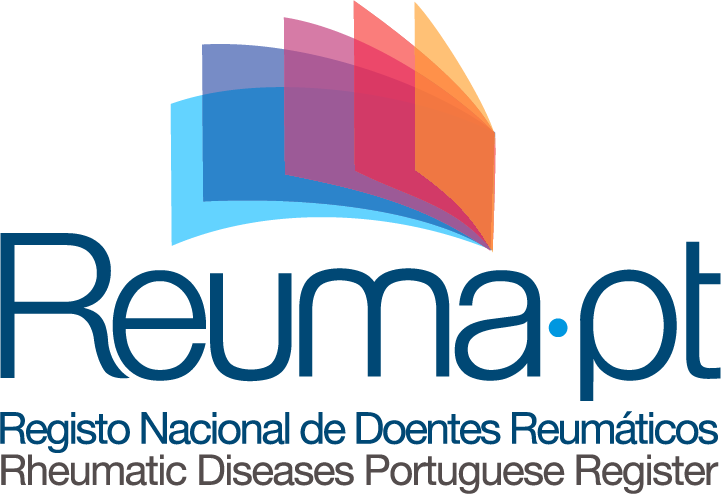 Reuma.pt
Registo Nacional de Doentes Reumáticos
Rheumatic Diseases Portuguese Register